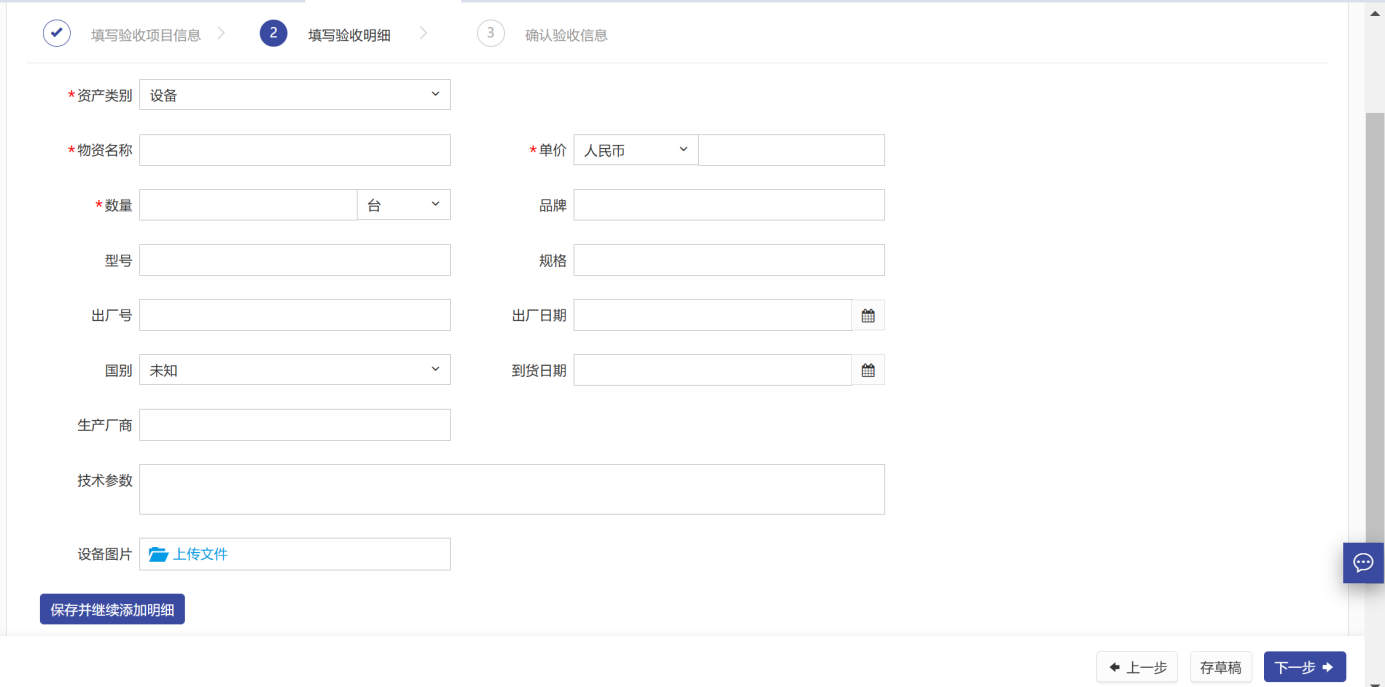 填写验收项目信息 2 填写验收明细 3 确认验收信息
*资产类别 设备
*物资名称 *单价 人民币
*数量 台 品牌
型号 规格
出厂号 出厂日期
国别 未知 到货日期
生产厂商
技术参数
设备图片 上传文件
保存并继续添加明细
上一步 存草稿 下一步